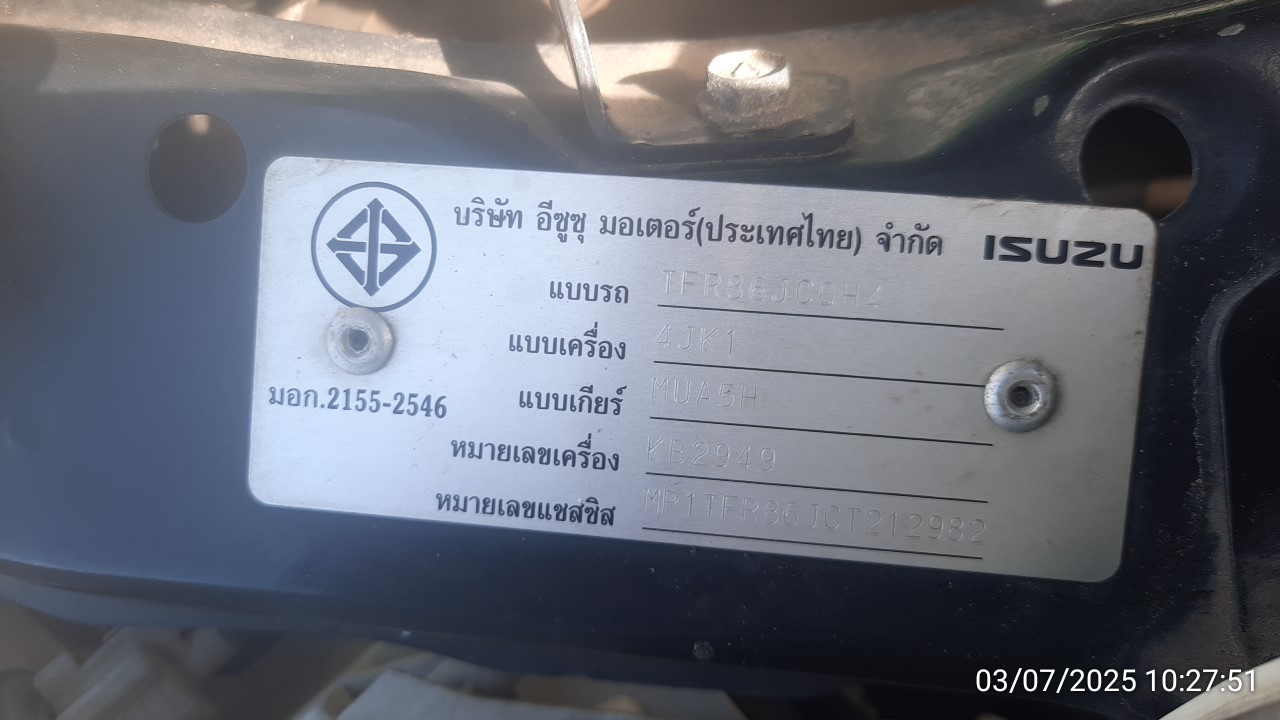 บริษัท อีซูซุ มอเตอร์(ประเทศไทย) จำกัด ISUZU
แบบรถ TFR86JCQH4
แบบเครื่อง 4JK1
แบบเกียร์ MUA5H
มอก.2155-2546
หมายเลขเครื่อง KB2949
หมายเลขแชสซิส MP1TFR86JCT212982
03/07/2025 10:27:51